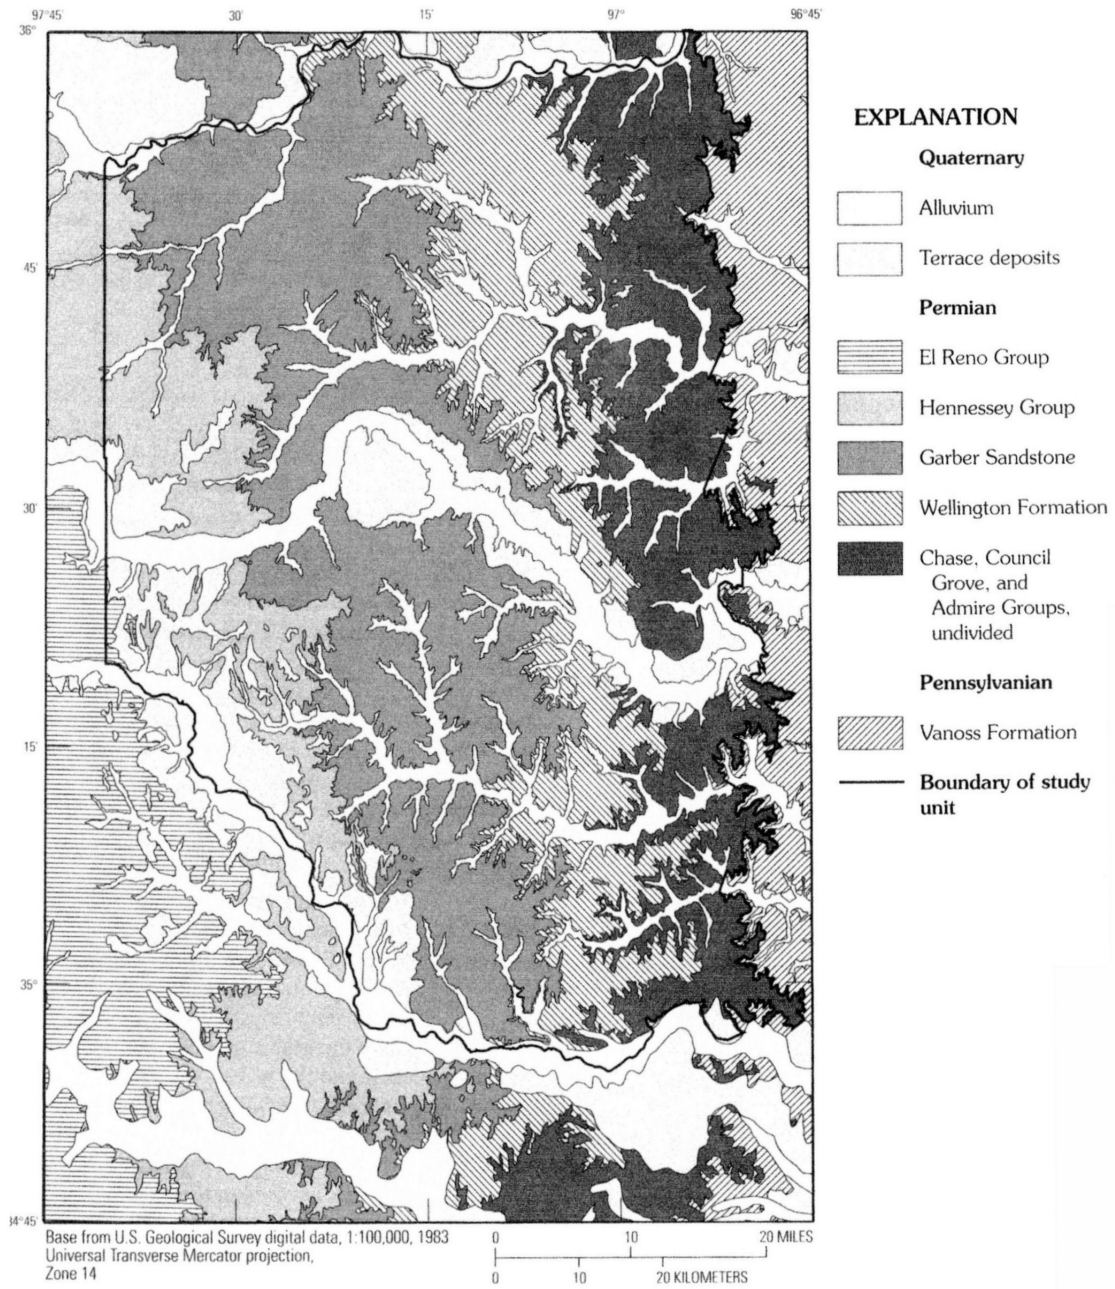 97°45' 30' 15' 97° 96°45'
36°
45'
30'
15'
35°
34°45'
EXPLANATION
Quaternary
Alluvium
Terrace deposits
Permian
El Reno Group
Hennessey Group
Garber Sandstone
Wellington Formation
Chase, Council
Grove, and
Admire Groups,
undivided
Pennsylvanian
Vanoss Formation
Boundary of study
unit
Base from U.S. Geological Survey digital data, 1:100,000, 1983
Universal Transverse Mercator projection,
Zone 14
0 10 20 MILES
0 10 20 KILOMETERS